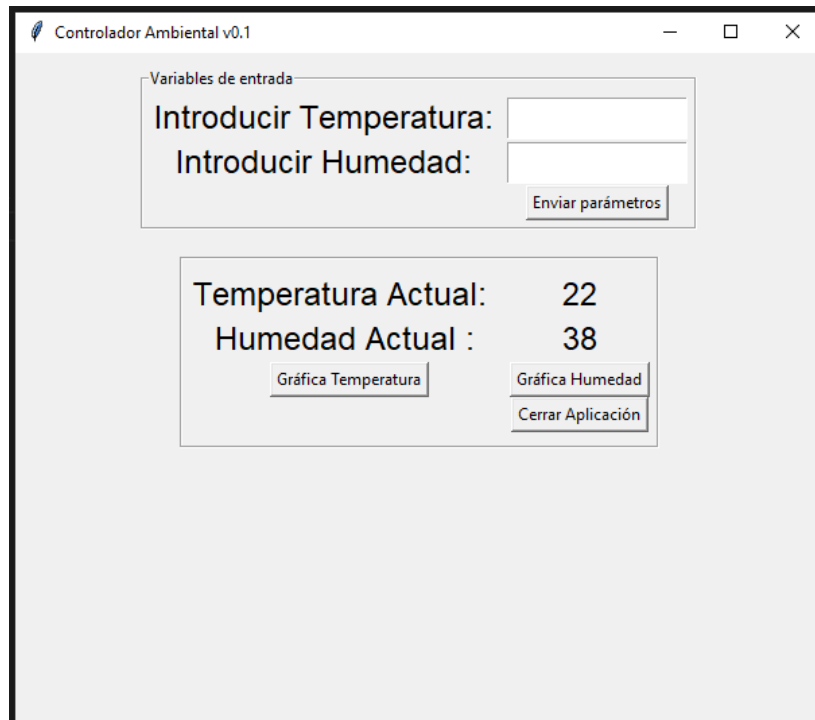 Controlador Ambiental v0.1
Variables de entrada
Introducir Temperatura:
Introducir Humedad:
Enviar parámetros
Temperatura Actual: 22
Humedad Actual : 38
Gráfica Temperatura Gráfica Humedad
Cerrar Aplicación